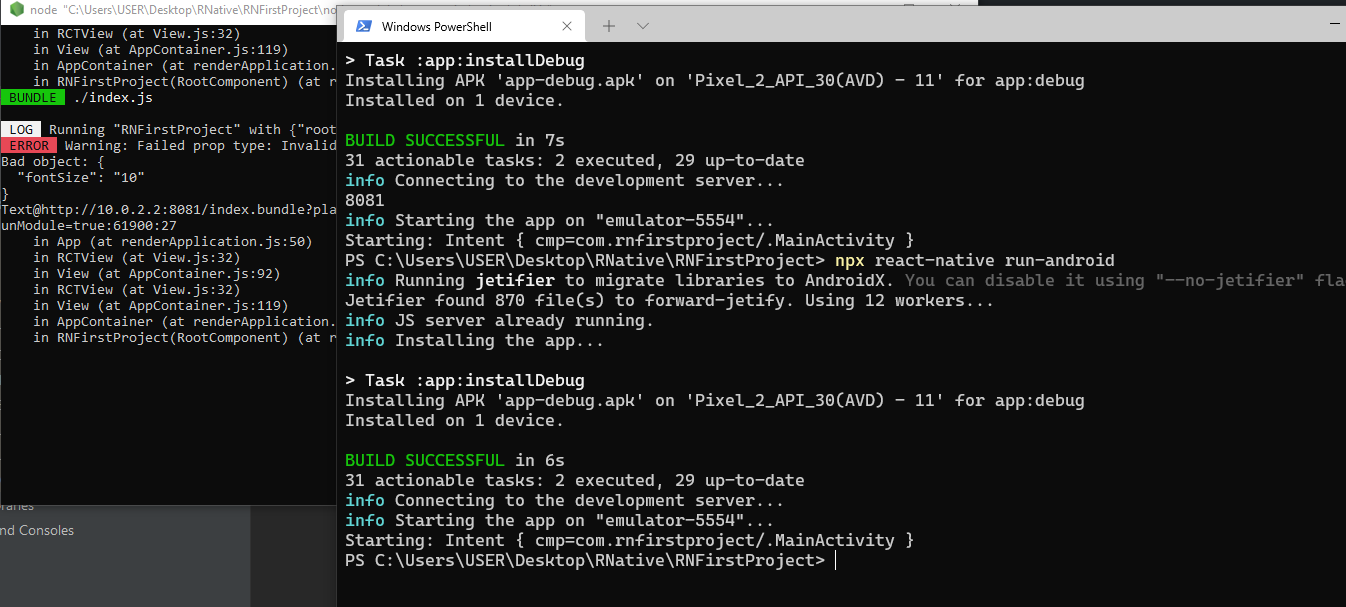 node "C:\Users\USER\Desktop\RNative\RNFirstProject\no
in RCTView (at View.js:32)
in View (at AppContainer.js:119)
in AppContainer (at renderApplication.
in RNFirstProject(RootComponent) (at r
BUNDLE ./index.js
LOG Running "RNFirstProject" with {"root
ERROR Warning: Failed prop type: Invalid
Bad object: {
"fontSize": "10"
}
Text@http://10.0.2.2:8081/index.bundle?pla
unModule=true:61900:27
in App (at renderApplication.js:50)
in RCTView (at View.js:32)
in View (at AppContainer.js:92)
in RCTView (at View.js:32)
in View (at AppContainer.js:119)
in AppContainer (at renderApplication.
in RNFirstProject(RootComponent) (at r
nd Consoles
Windows PowerShell
> Task :app:installDebug
Installing APK 'app-debug.apk' on 'Pixel_2_API_30(AVD) - 11' for app:debug
Installed on 1 device.
BUILD SUCCESSFUL in 7s
31 actionable tasks: 2 executed, 29 up-to-date
info Connecting to the development server...
8081
info Starting the app on "emulator-5554"...
Starting: Intent { cmp=com.rnfirstproject/.MainActivity }
PS C:\Users\USER\Desktop\RNative\RNFirstProject> npx react-native run-android
info Running jetifier to migrate libraries to AndroidX. You can disable it using "--no-jetifier" fla
Jetifier found 870 file(s) to forward-jetify. Using 12 workers...
info JS server already running.
info Installing the app...
> Task :app:installDebug
Installing APK 'app-debug.apk' on 'Pixel_2_API_30(AVD) - 11' for app:debug
Installed on 1 device.
BUILD SUCCESSFUL in 6s
31 actionable tasks: 2 executed, 29 up-to-date
info Connecting to the development server...
info Starting the app on "emulator-5554"...
Starting: Intent { cmp=com.rnfirstproject/.MainActivity }
PS C:\Users\USER\Desktop\RNative\RNFirstProject>